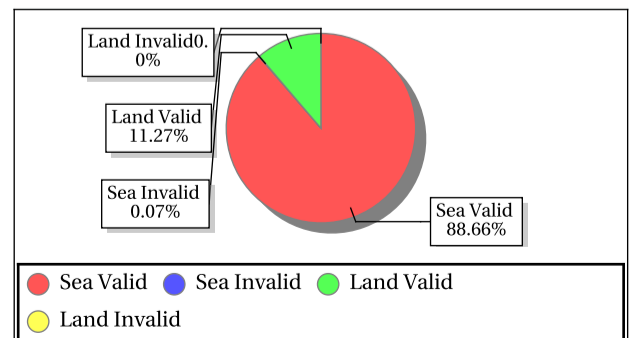 Land Invalid0.
0%
Land Valid
11.27%
Sea Invalid
0.07%
Sea Valid
88.66%
Sea Valid Sea Invalid Land Valid
Land Invalid